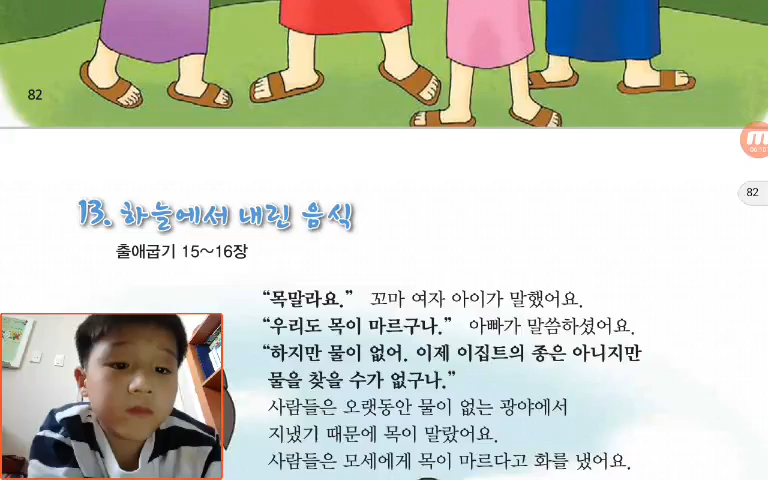 82
82
13. 하늘에서 내린 음식
출애굽기 15~16장
“목말라요.” 꼬마 여자 아이가 말했어요.
“우리도 목이 마르구나.” 아빠가 말씀하셨어요.
“하지만 물이 없어. 이제 이집트의 종은 아니지만
물을 찾을 수가 없구나.”
사람들은 오랫동안 물이 없는 광야에서
지냈기 때문에 목이 말랐어요.
사람들은 모세에게 목이 마르다고 화를 냈어요.